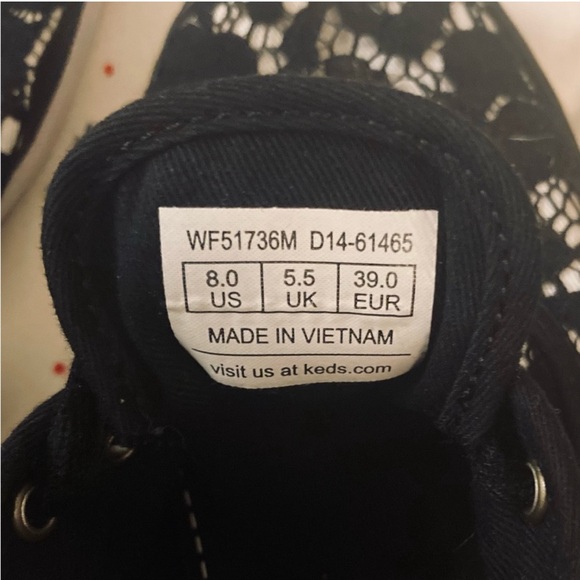 WF51736M D14-61465
8.0 5.5 39.0
US UK EUR
MADE IN VIETNAM
visit us at keds.com